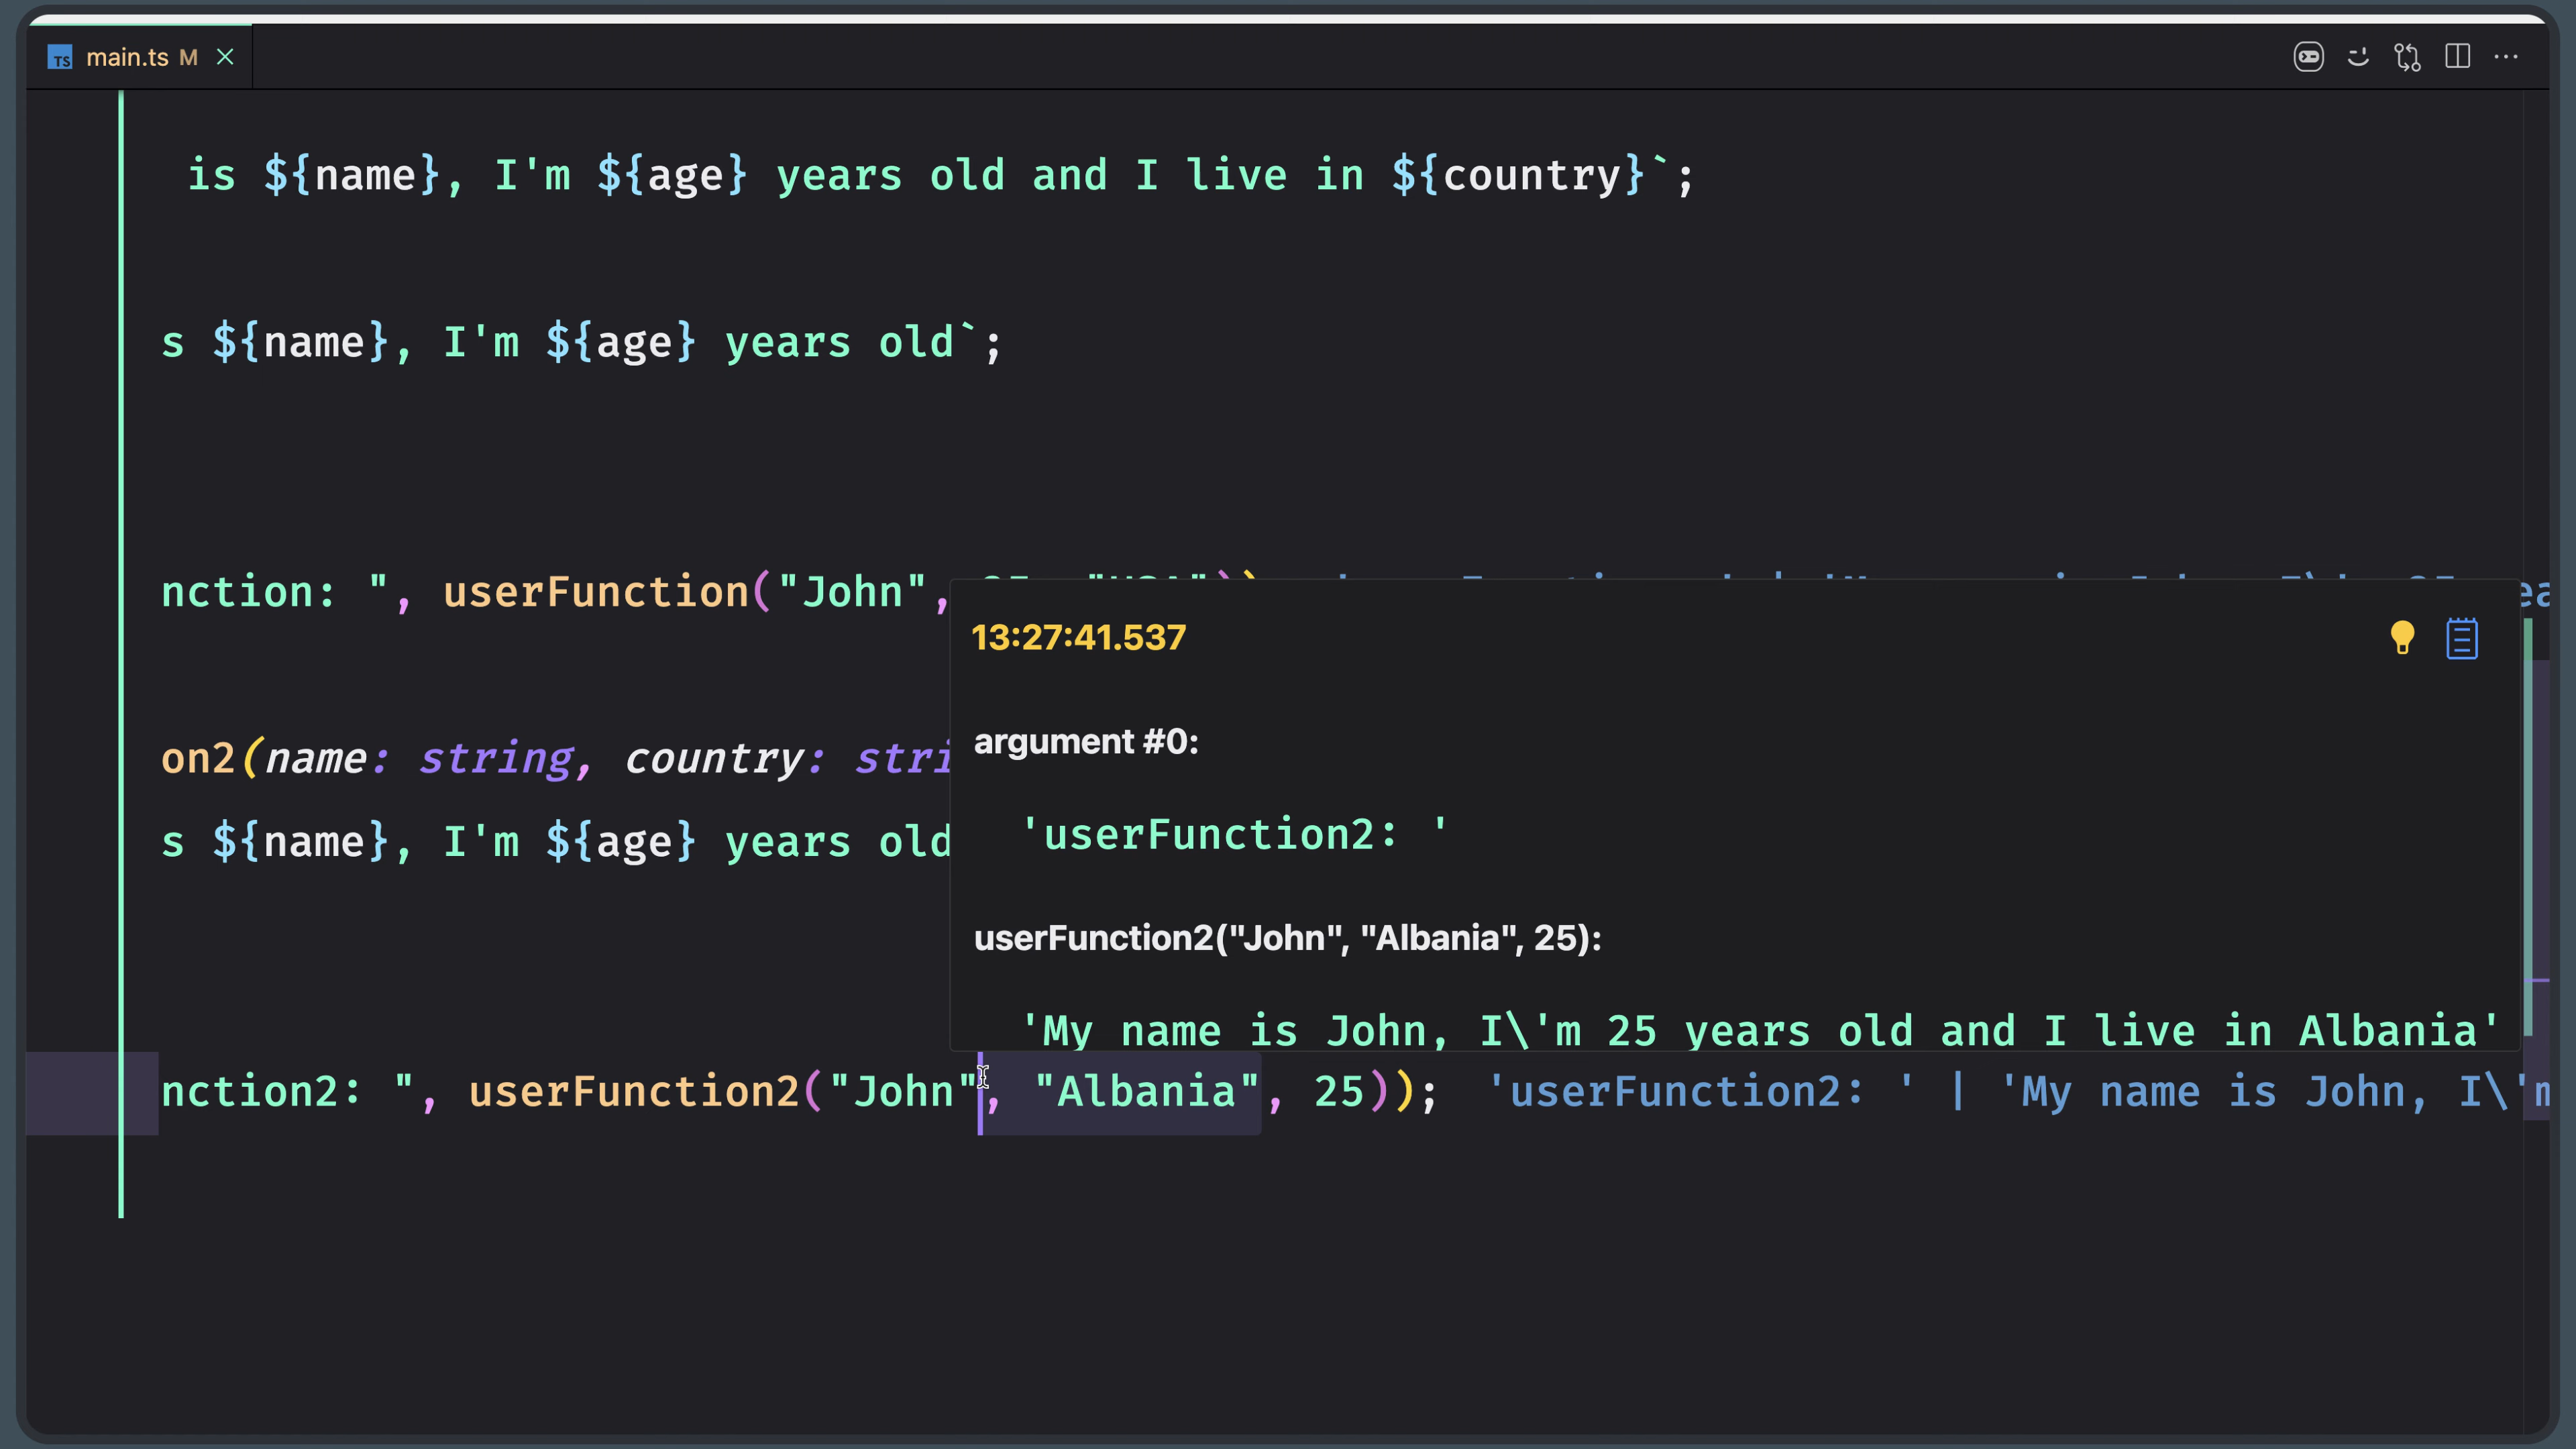 main.ts M
is ${name}, I'm ${age} years old and I live in ${country}`;
s ${name}, I'm ${age} years old`;
nction: ", userFunction("John",
13:27:41.537
argument #0:
'userFunction2: '
userFunction2("John", "Albania", 25):
'My name is John, I\'m 25 years old and I live in Albania'
on2(name: string, country: stri
s ${name}, I'm ${age} years old
nction2: ", userFunction2("John", "Albania", 25)); 'userFunction2: ' | 'My name is John, I\'m